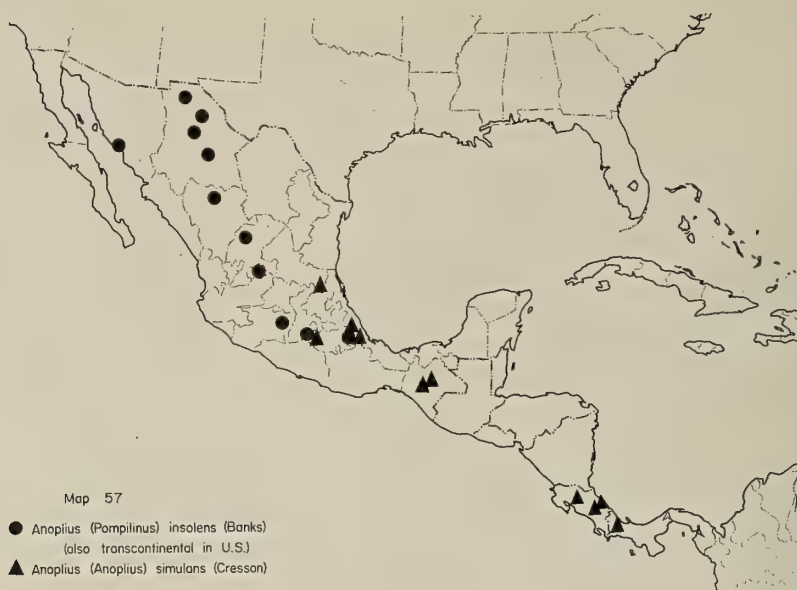 Map 57
Anoplius (Pompilinus) insolens (Banks)
(also transcontinental in U.S.)
Anoplius (Anoplius) simulans (Cresson)